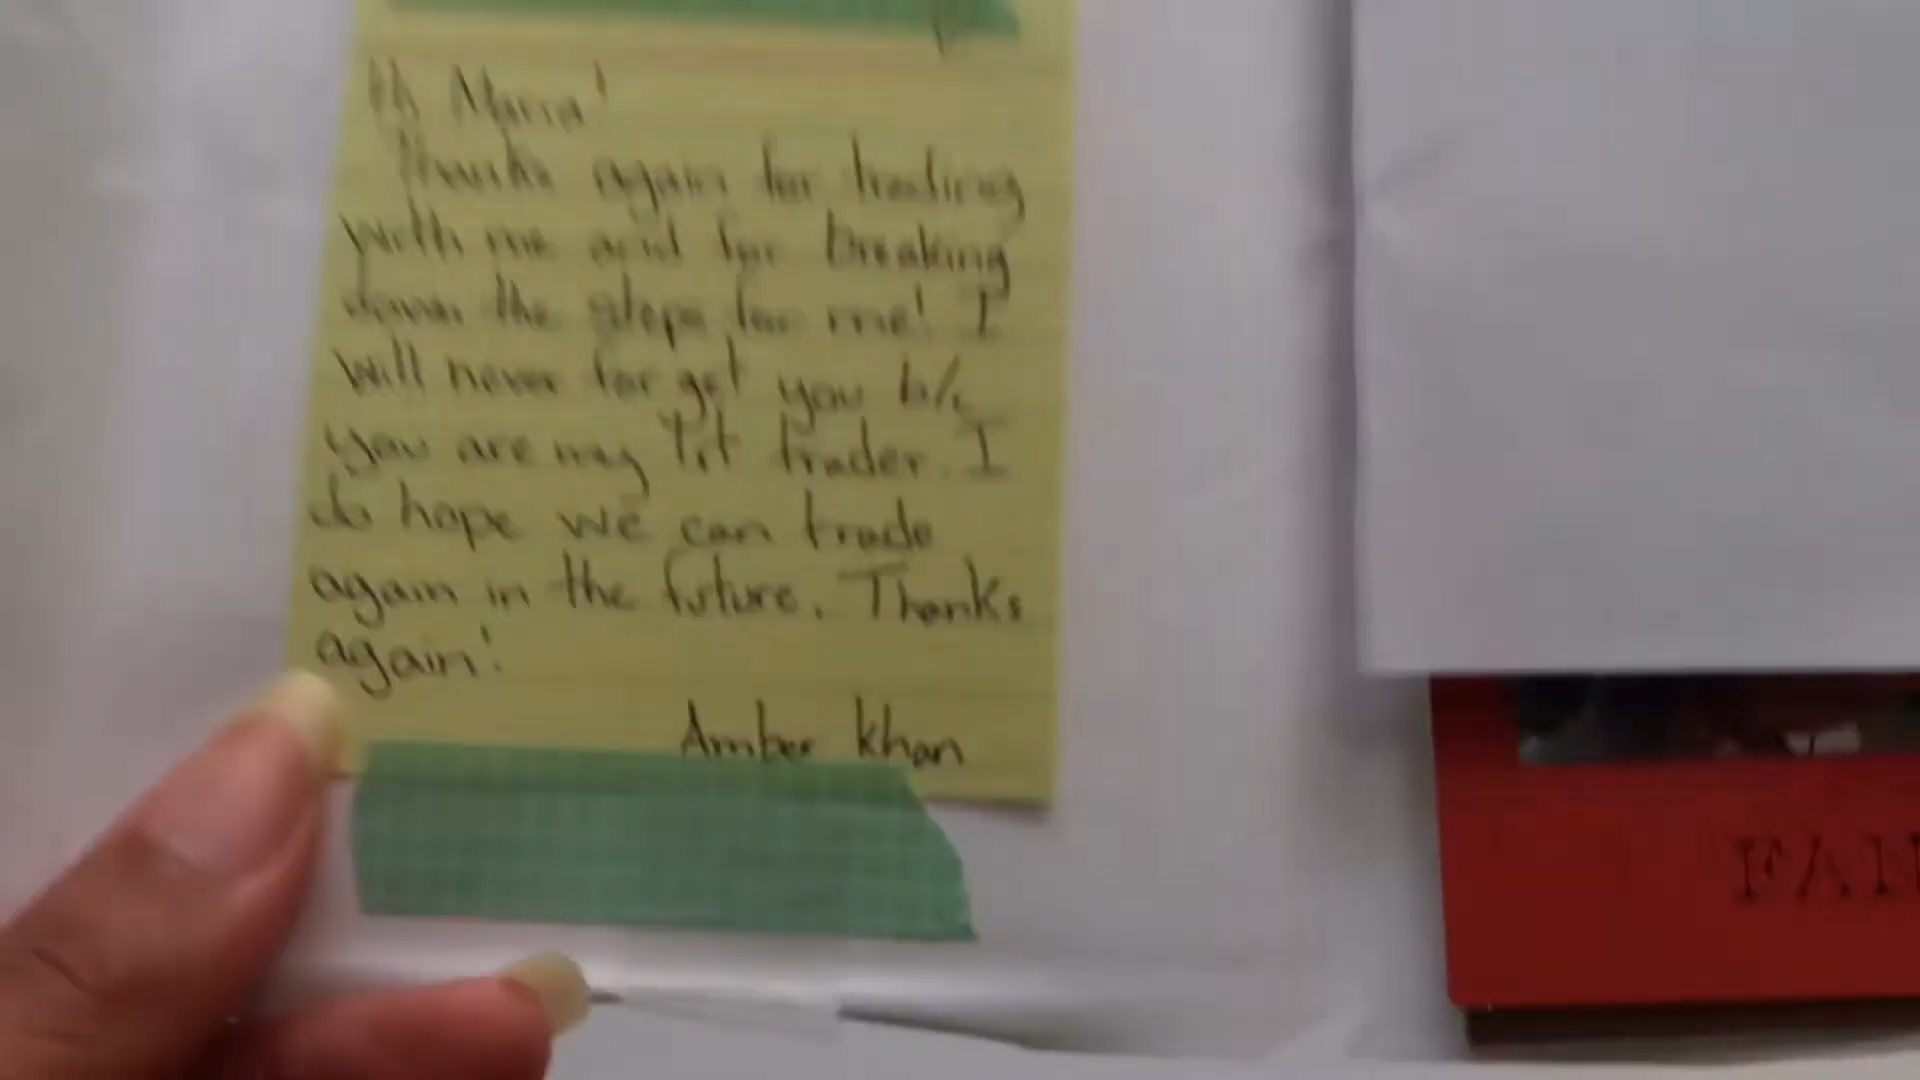 Hi Maria!
Thanks again for trading
with me and for breaking
down the steps for me! I
will never forget you b/c
you are my 1st trader. I
do hope we can trade
again in the future. Thanks
again!
Amber Khan